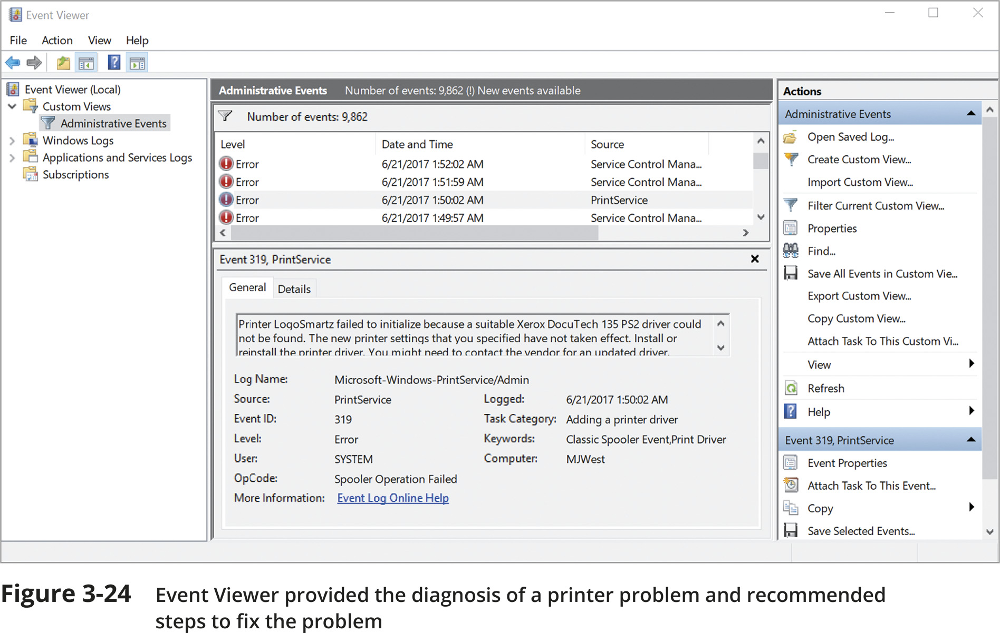 Event Viewer
File Action View Help
Event Viewer (Local)
Custom Views
Administrative Events
Windows Logs
Applications and Services Logs
Subscriptions
Administrative Events Number of events: 9,862 (!) New events available
Number of events: 9,862
Level Date and Time Source
Error 6/21/2017 1:52:02 AM Service Control Mana...
Error 6/21/2017 1:51:59 AM Service Control Mana...
Error 6/21/2017 1:50:02 AM PrintService
Error 6/21/2017 1:49:57 AM Service Control Mana...
Event 319, PrintService
General Details
Printer LogoSmartz failed to initialize because a suitable Xerox DocuTech 135 PS2 driver could
not be found. The new printer settings that you specified have not taken effect. Install or
reinstall the printer driver. You might need to contact the vendor for an updated driver.
Log Name: Microsoft-Windows-PrintService/Admin
Source: PrintService Logged: 6/21/2017 1:50:02 AM
Event ID: 319 Task Category: Adding a printer driver
Level: Error Keywords: Classic Spooler Event,Print Driver
User: SYSTEM Computer: MJWest
OpCode: Spooler Operation Failed
More Information: Event Log Online Help
Actions
Administrative Events
Open Saved Log...
Create Custom View...
Import Custom View...
Filter Current Custom View...
Properties
Find...
Save All Events in Custom Vie...
Export Custom View...
Copy Custom View...
Attach Task To This Custom Vi...
View
Refresh
Help
Event 319, PrintService
Event Properties
Attach Task To This Event...
Copy
Save Selected Events...
Figure 3-24 Event Viewer provided the diagnosis of a printer problem and recommended
steps to fix the problem